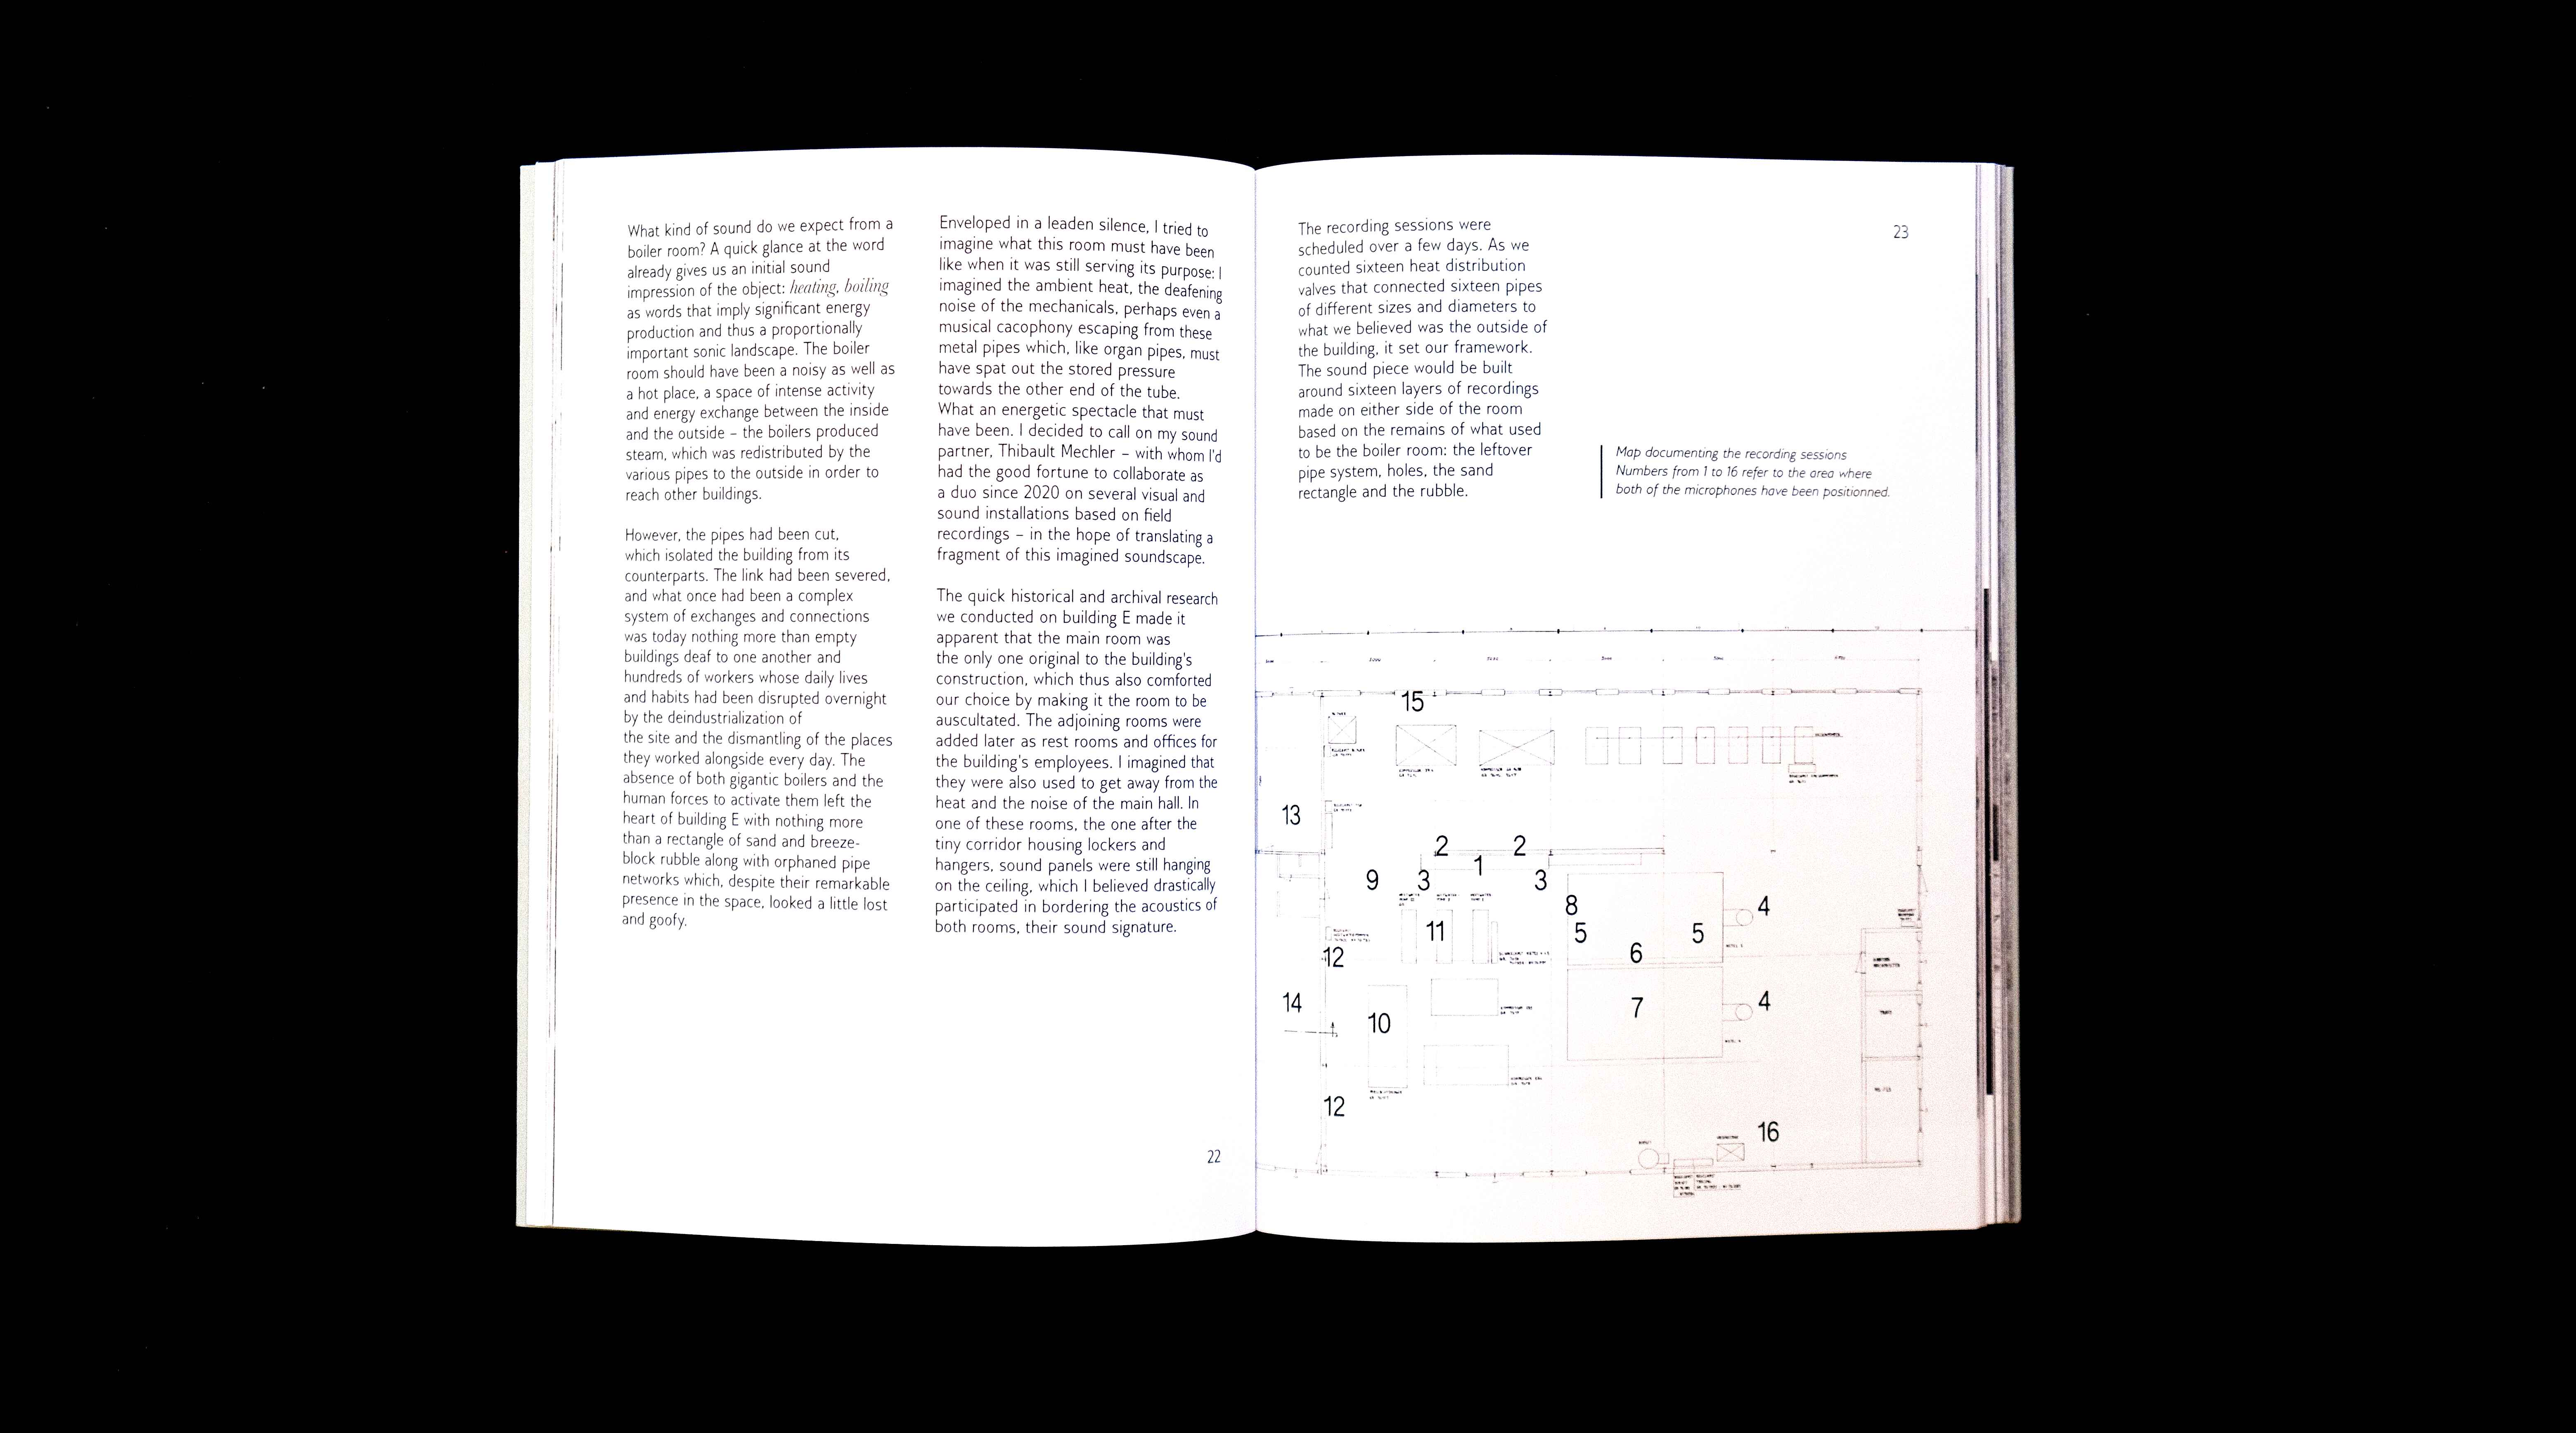 What kind of sound do we expect from a
boiler room? A quick glance at the word
already gives us an initial sound
impression of the object: heating, boiling
as words that imply significant energy
production and thus a proportionally
important sonic landscape. The boiler
room should have been a noisy as well as
a hot place, a space of intense activity
and energy exchange between the inside
and the outside – the boilers produced
steam, which was redistributed by the
various pipes to the outside in order to
reach other buildings.
However, the pipes had been cut,
which isolated the building from its
counterparts. The link had been severed,
and what once had been a complex
system of exchanges and connections
was today nothing more than empty
buildings deaf to one another and
hundreds of workers whose daily lives
and habits had been disrupted overnight
by the deindustrialization of
the site and the dismantling of the places
they worked alongside every day. The
absence of both gigantic boilers and the
human forces to activate them left the
heart of building E with nothing more
than a rectangle of sand and breeze-
block rubble along with orphaned pipe
networks which, despite their remarkable
presence in the space, looked a little lost
and goofy.
Enveloped in a leaden silence, I tried to
imagine what this room must have been
like when it was still serving its purpose: I
imagined the ambient heat, the deafening
noise of the mechanicals, perhaps even a
musical cacophony escaping from these
metal pipes which, like organ pipes, must
have spat out the stored pressure
towards the other end of the tube.
What an energetic spectacle that must
have been. I decided to call on my sound
partner, Thibault Mechler – with whom I'd
had the good fortune to collaborate as
a duo since 2020 on several visual and
sound installations based on field
recordings – in the hope of translating a
fragment of this imagined soundscape.
The quick historical and archival research
we conducted on building E made it
apparent that the main room was
the only one original to the building's
construction, which thus also comforted
our choice by making it the room to be
auscultated. The adjoining rooms were
added later as rest rooms and offices for
the building's employees. I imagined that
they were also used to get away from the
heat and the noise of the main hall. In
one of these rooms, the one after the
tiny corridor housing lockers and
hangers, sound panels were still hanging
on the ceiling, which I believed drastically
participated in bordering the acoustics of
both rooms, their sound signature.
22
The recording sessions were
scheduled over a few days. As we
counted sixteen heat distribution
valves that connected sixteen pipes
of different sizes and diameters to
what we believed was the outside of
the building, it set our framework.
The sound piece would be built
around sixteen layers of recordings
made on either side of the room
based on the remains of what used
to be the boiler room: the leftover
pipe system, holes, the sand
rectangle and the rubble.
23
Map documenting the recording sessions
Numbers from 1 to 16 refer to the area where
both of the microphones have been positionned.
15
13
2 2
1
9 3 3
8 4
11 5 5
6
12
14 7 4
10
12
16